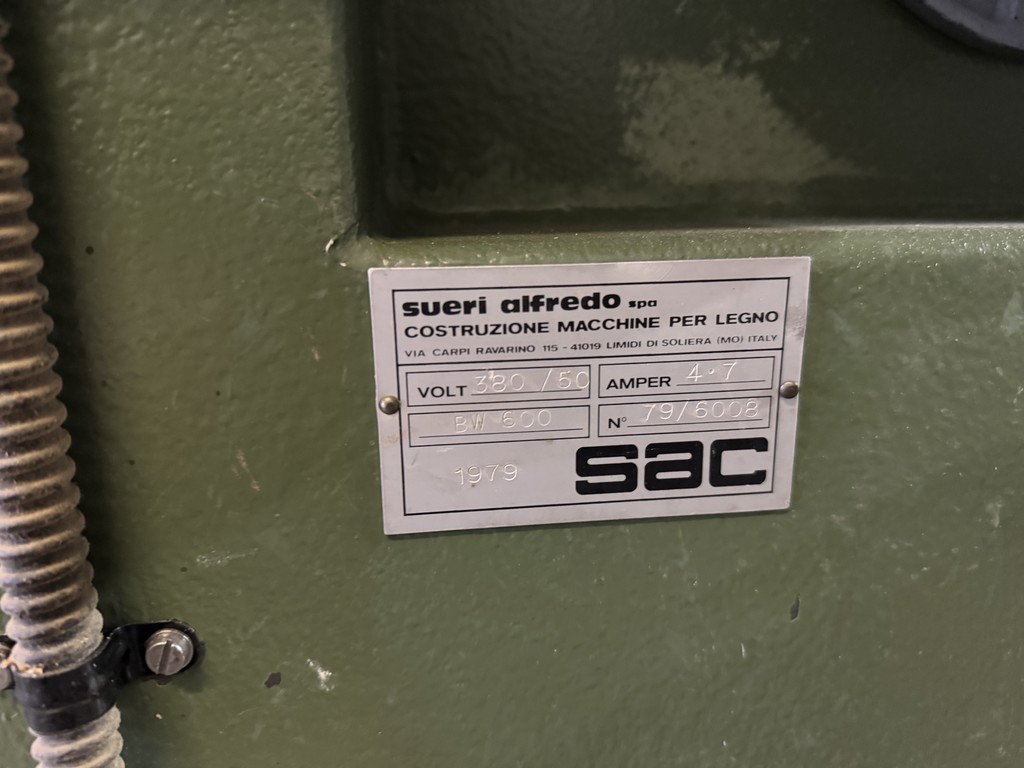 sueri alfredo spa
COSTRUZIONE MACCHINE PER LEGNO
VIA CARPI RAVARINO 115 - 41019 LIMIDI DI SOLIERA (MO) ITALY
VOLT 380 /50 AMPER 4·7
BW 600 N° 79/6008
1979 sac